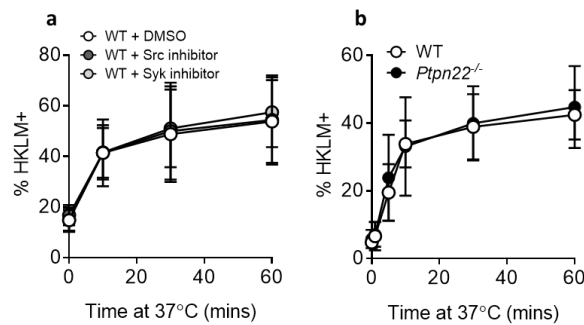 a
WT + DMSO
WT + Src inhibitor
WT + Syk inhibitor
80
60
40
20
0
% HKLM+
0 20 40 60
Time at 37°C (mins)
b
WT
Ptpn22-/-
60
40
20
0
% HKLM+
0 20 40 60
Time at 37°C (mins)